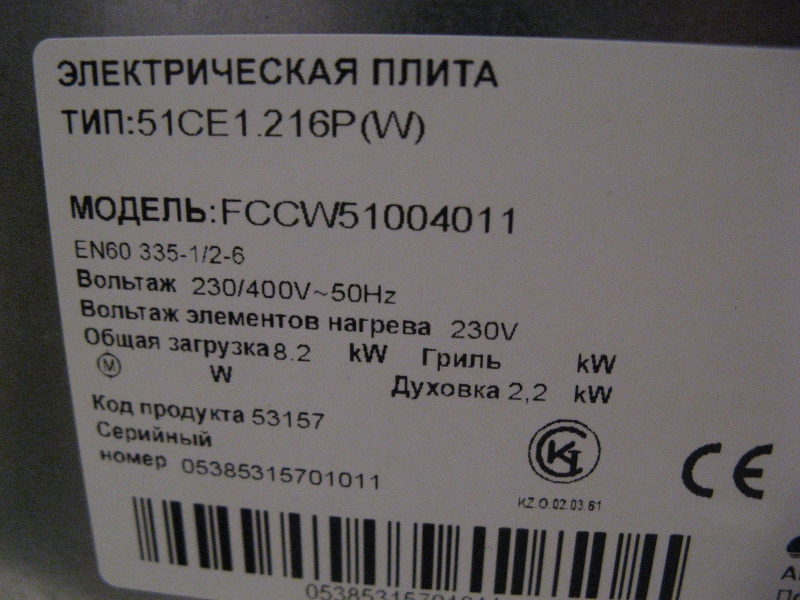 ЭЛЕКТРИЧЕСКАЯ ПЛИТА
ТИП:51CE1.216P(W)
МОДЕЛЬ:FCCW51004011
EN60 335-1/2-6
Вольтаж 230/400V~50Hz
Вольтаж элементов нагрева 230V
Общая загрузка 8.2 kW Гриль kW
M W Духовка 2,2 kW
Код продукта 53157
Серийный
номер 05385315701011
KZ.O.02.03.61
CE